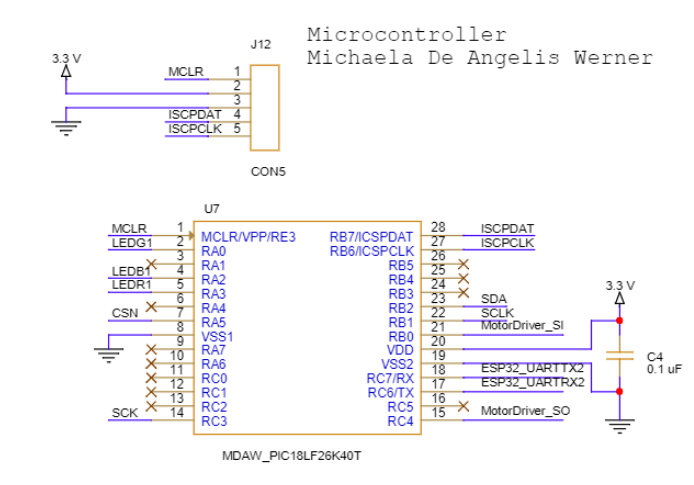 Microcontroller
Michaela De Angelis Werner
J12
3.3 V
MCLR 1
2
3
ISCPDAT 4
ISCPCLK 5
CON5
U7
MCLR 1 MCLR/VPP/RE3 RB7/ICSPDAT 28 ISCPDAT
LEDG1 2 RA0 RB6/ICSPCLK 27 ISCPCLK
3 RA1 RB5 26
LEDB1 4 RA2 RB4 25
LEDR1 5 RA3 RB3 24
6 RA4 RB2 23 SDA
CSN 7 RA5 RB1 22 SCLK
8 VSS1 RB0 21 MotorDriver_SI
9 RA7 VDD 20
10 RA6 VSS2 19
11 RC0 RC7/RX 18 ESP32_UARTTX2
12 RC1 RC6/TX 17 ESP32_UARTRX2
13 RC2 RC5 16
SCK 14 RC3 RC4 15 MotorDriver_SO
3.3 V
C4
0.1 uF
MDAW_PIC18LF26K40T